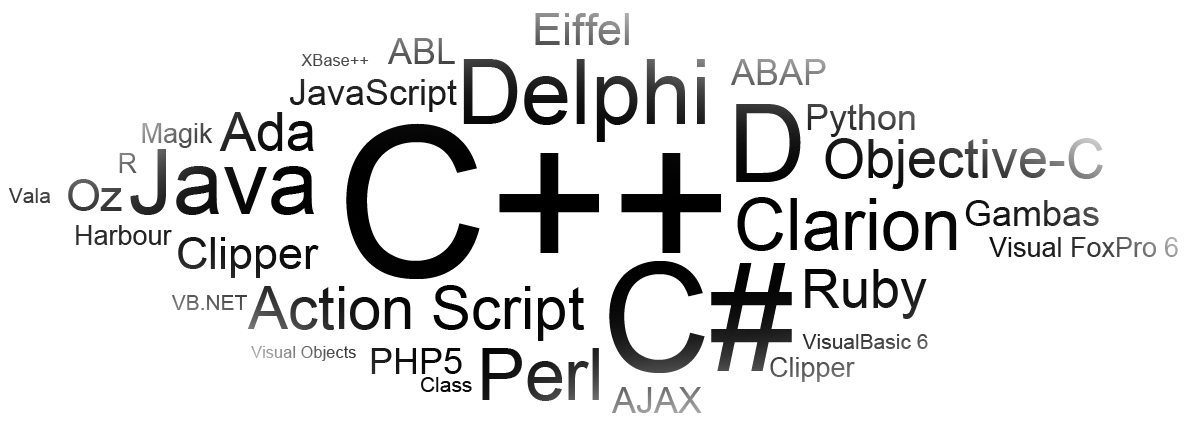 Eiffel
XBase++
ABL
Delphi
ABAP
JavaScript
Magik
Ada
C++
D
Python
R
Java
Objective-C
Vala
Oz
Harbour
Clarion
Gambas
Clipper
Visual FoxPro 6
VB.NET
Action Script
C#
Ruby
Visual Objects
PHP5
Perl
VisualBasic 6
Clipper
Class
AJAX